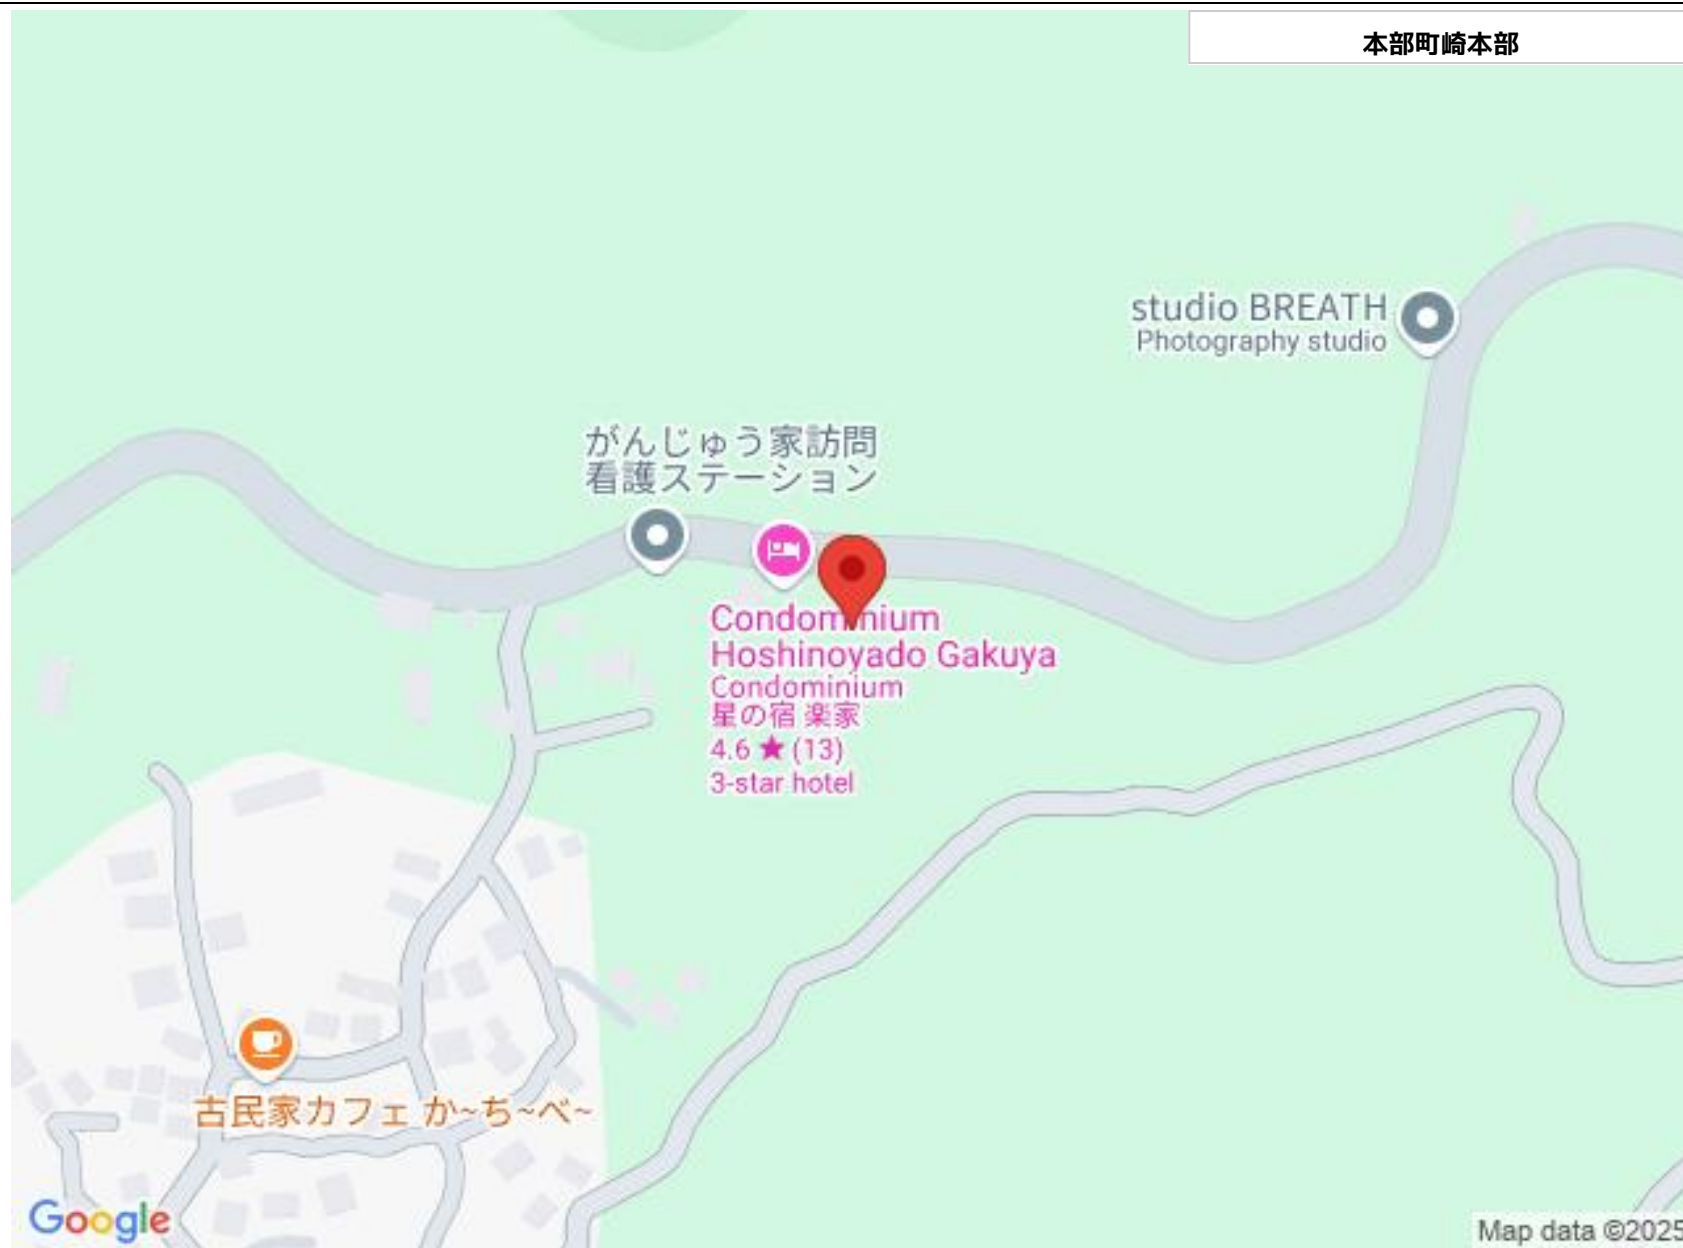 本部町崎本部
studio BREATH
Photography studio
がんじゅう家訪問
看護ステーション
Condominium
Hoshinoyado Gakuya
Condominium
星の宿 楽家
4.6 ★ (13)
3-star hotel
古民家カフェ か~ち~べ~
Google
Map data ©2025